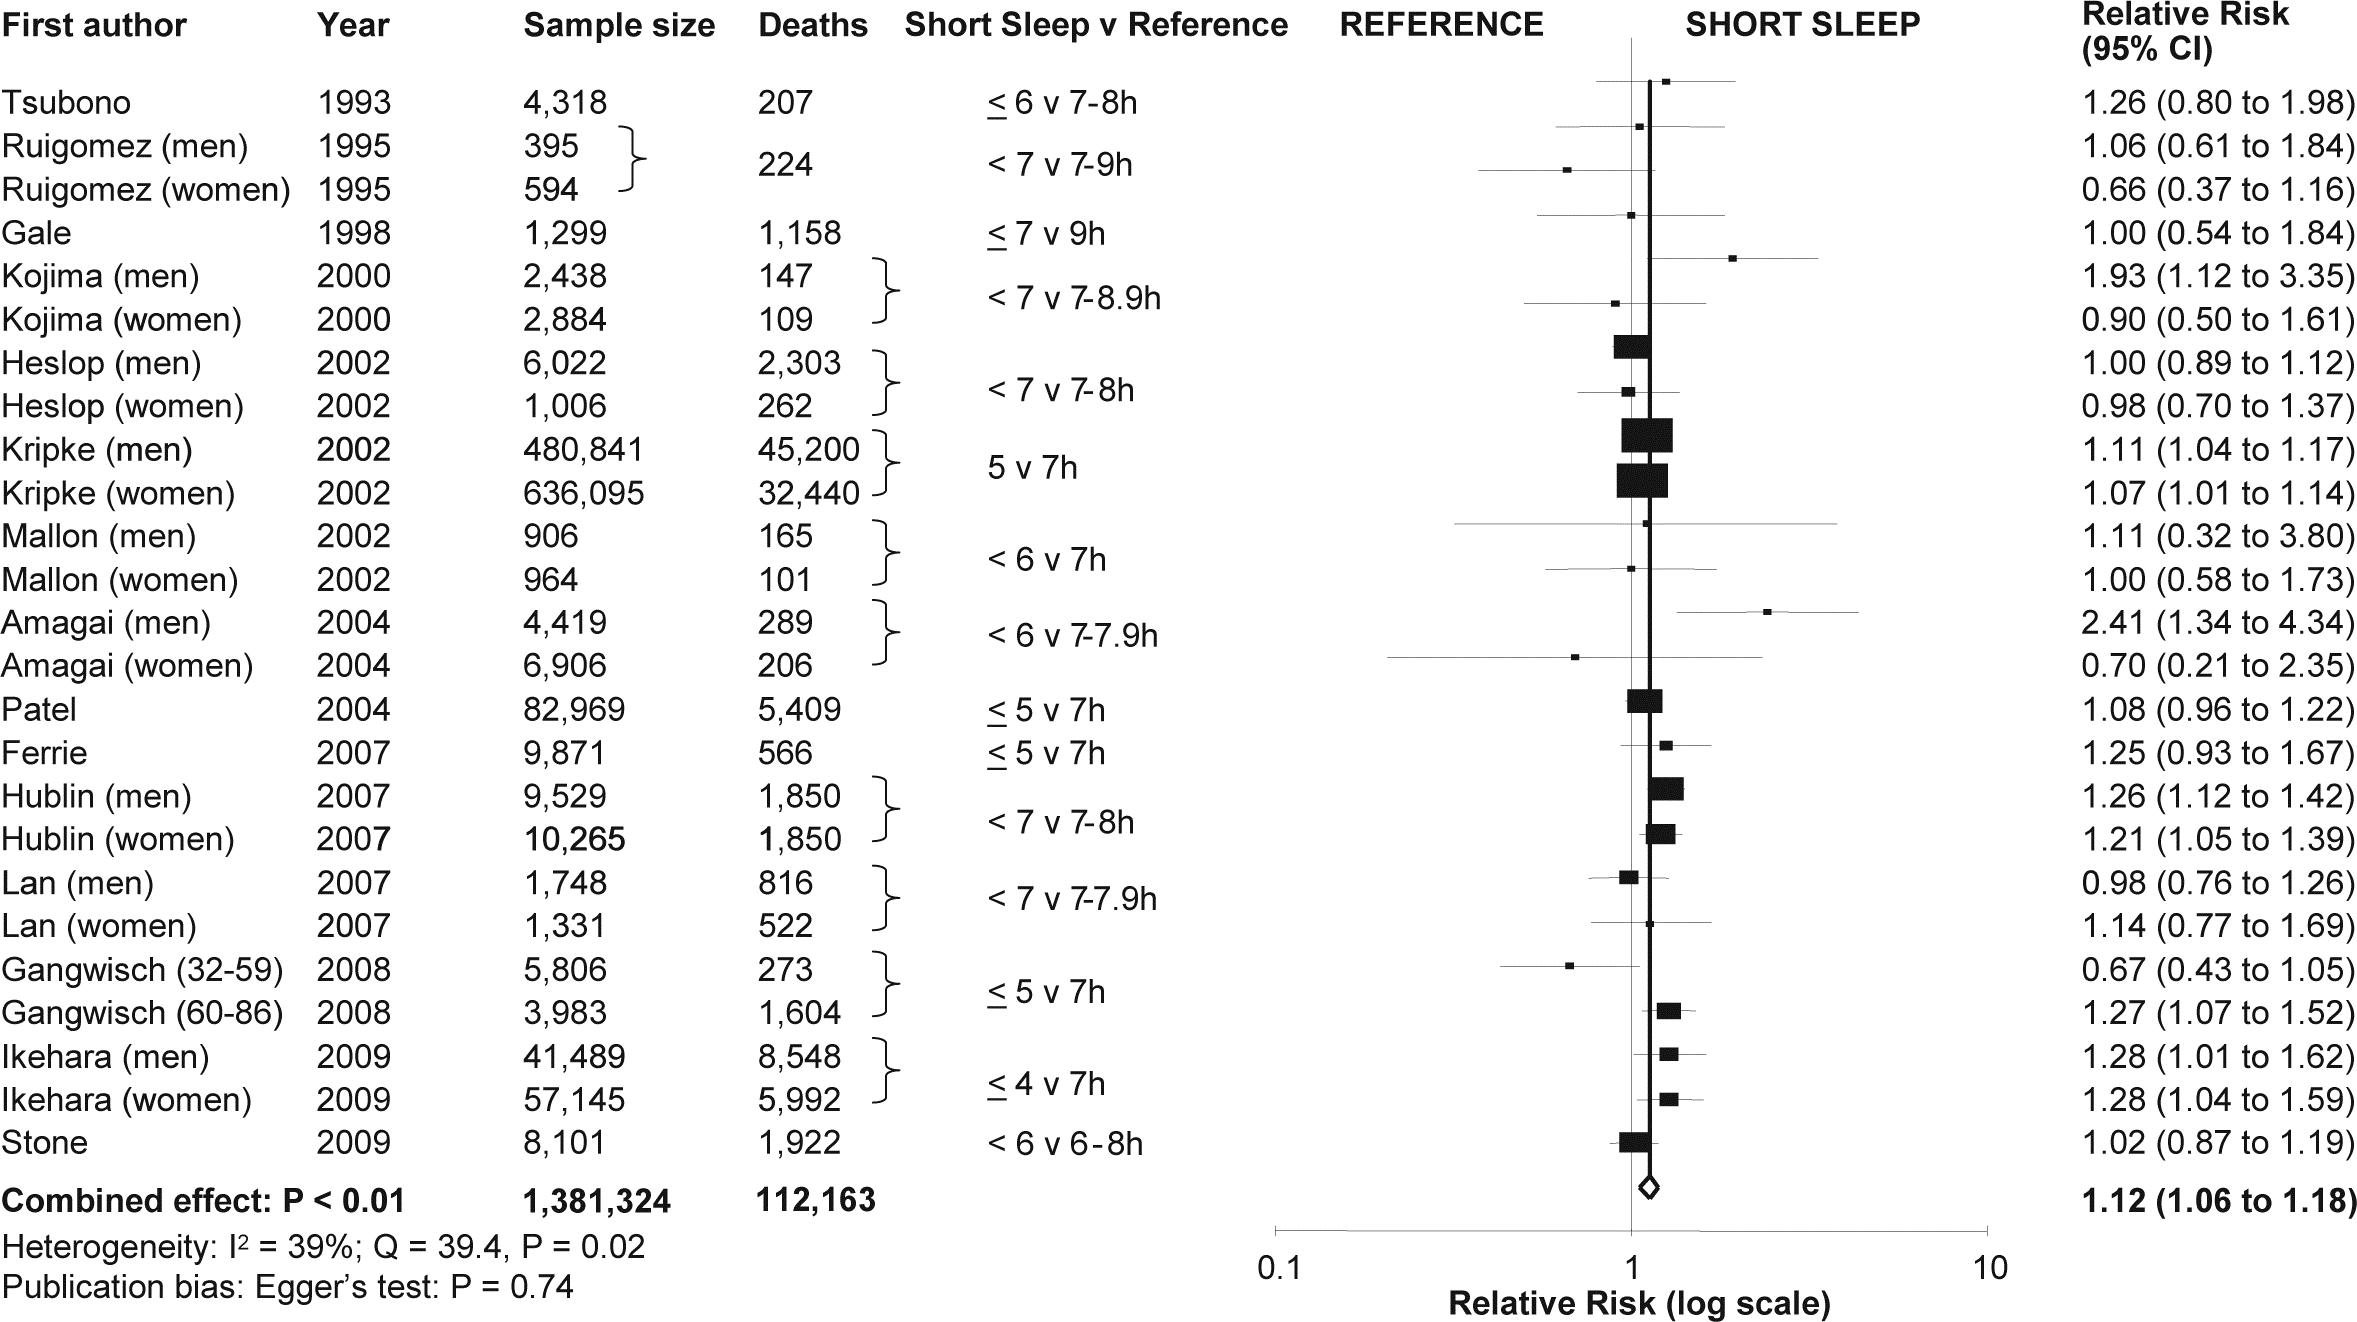 First author Year Sample size Deaths Short Sleep v Reference REFERENCE SHORT SLEEP Relative Risk
(95% CI)
Tsubono 1993 4,318 207 ≤ 6 v 7-8h 1.26 (0.80 to 1.98)
Ruigomez (men) 1995 395 1.06 (0.61 to 1.84)
224 < 7 v 7-9h
Ruigomez (women) 1995 594 0.66 (0.37 to 1.16)
Gale 1998 1,299 1,158 ≤ 7 v 9h 1.00 (0.54 to 1.84)
Kojima (men) 2000 2,438 147 1.93 (1.12 to 3.35)
< 7 v 7-8.9h
Kojima (women) 2000 2,884 109 0.90 (0.50 to 1.61)
Heslop (men) 2002 6,022 2,303 1.00 (0.89 to 1.12)
< 7 v 7-8h
Heslop (women) 2002 1,006 262 0.98 (0.70 to 1.37)
Kripke (men) 2002 480,841 45,200 1.11 (1.04 to 1.17)
5 v 7h
Kripke (women) 2002 636,095 32,440 1.07 (1.01 to 1.14)
Mallon (men) 2002 906 165 1.11 (0.32 to 3.80)
< 6 v 7h
Mallon (women) 2002 964 101 1.00 (0.58 to 1.73)
Amagai (men) 2004 4,419 289 2.41 (1.34 to 4.34)
< 6 v 7-7.9h
Amagai (women) 2004 6,906 206 0.70 (0.21 to 2.35)
Patel 2004 82,969 5,409 ≤ 5 v 7h 1.08 (0.96 to 1.22)
Ferrie 2007 9,871 566 ≤ 5 v 7h 1.25 (0.93 to 1.67)
Hublin (men) 2007 9,529 1,850 1.26 (1.12 to 1.42)
< 7 v 7-8h
Hublin (women) 2007 10,265 1,850 1.21 (1.05 to 1.39)
Lan (men) 2007 1,748 816 0.98 (0.76 to 1.26)
< 7 v 7-7.9h
Lan (women) 2007 1,331 522 1.14 (0.77 to 1.69)
Gangwisch (32-59) 2008 5,806 273 0.67 (0.43 to 1.05)
≤ 5 v 7h
Gangwisch (60-86) 2008 3,983 1,604 1.27 (1.07 to 1.52)
Ikehara (men) 2009 41,489 8,548 1.28 (1.01 to 1.62)
≤ 4 v 7h
Ikehara (women) 2009 57,145 5,992 1.28 (1.04 to 1.59)
Stone 2009 8,101 1,922 < 6 v 6-8h 1.02 (0.87 to 1.19)
Combined effect: P < 0.01 1,381,324 112,163 1.12 (1.06 to 1.18)
Heterogeneity: I² = 39%; Q = 39.4, P = 0.02
Publication bias: Egger's test: P = 0.74
0.1 1 10
Relative Risk (log scale)